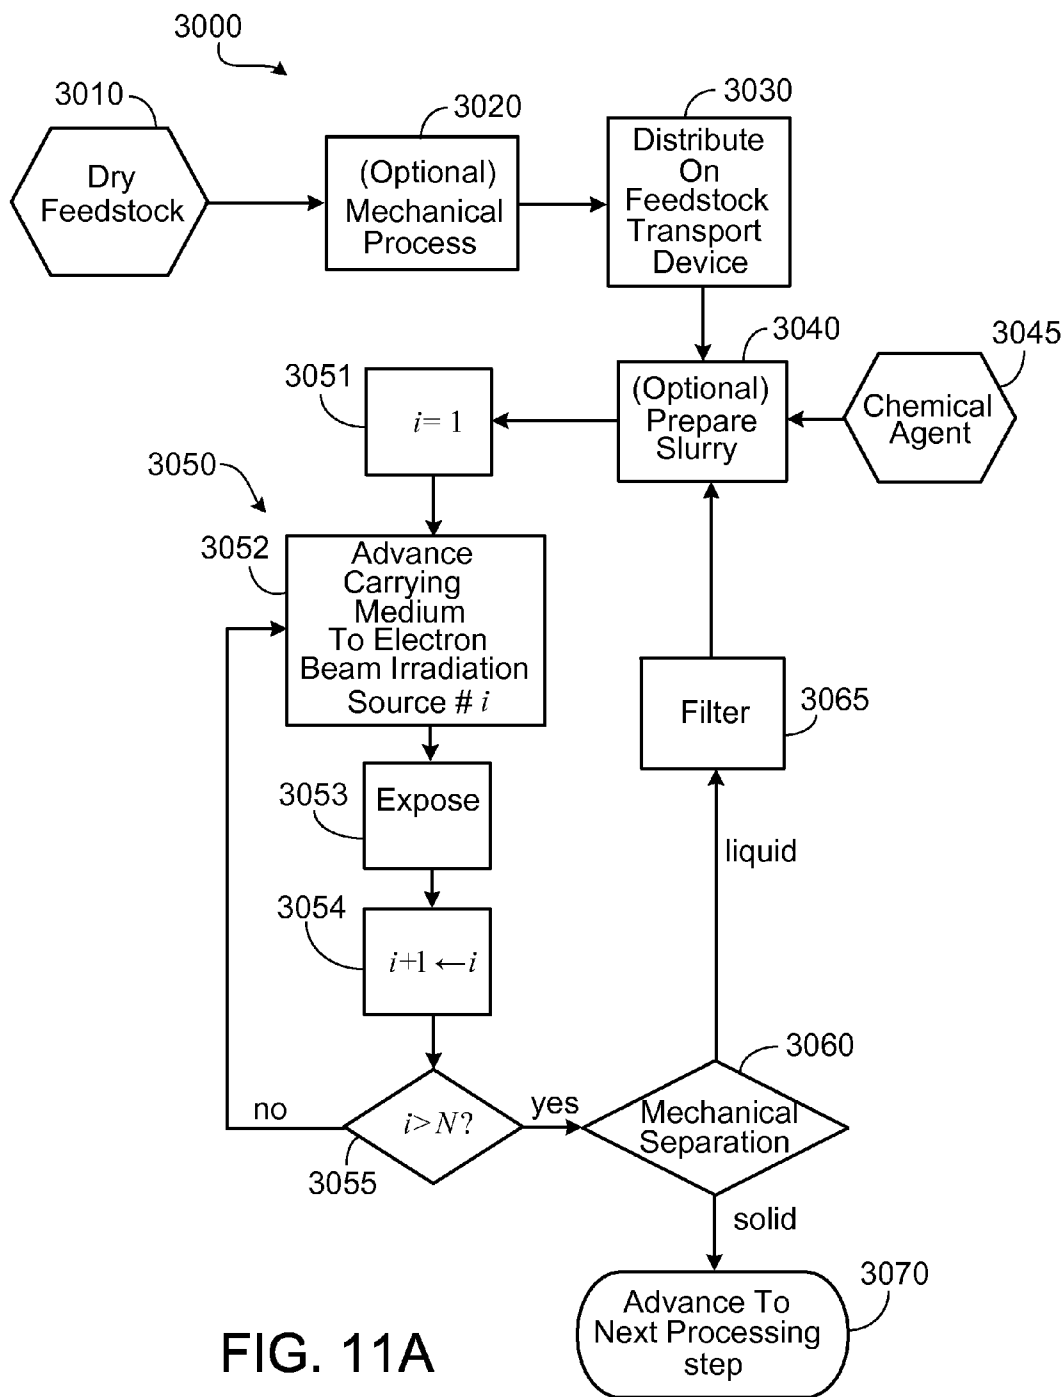 3000
3010
Dry
Feedstock
3020
(Optional)
Mechanical
Process
3030
Distribute
On
Feedstock
Transport
Device
3040
(Optional)
Prepare
Slurry
3045
Chemical
Agent
3051
i = 1
3050
3052
Advance
Carrying
Medium
To Electron
Beam Irradiation
Source # i
3053
Expose
3054
i+1 ← i
3055
i > N?
no
yes
3060
Mechanical
Separation
liquid
Filter
3065
solid
3070
Advance To
Next Processing
step
FIG. 11A